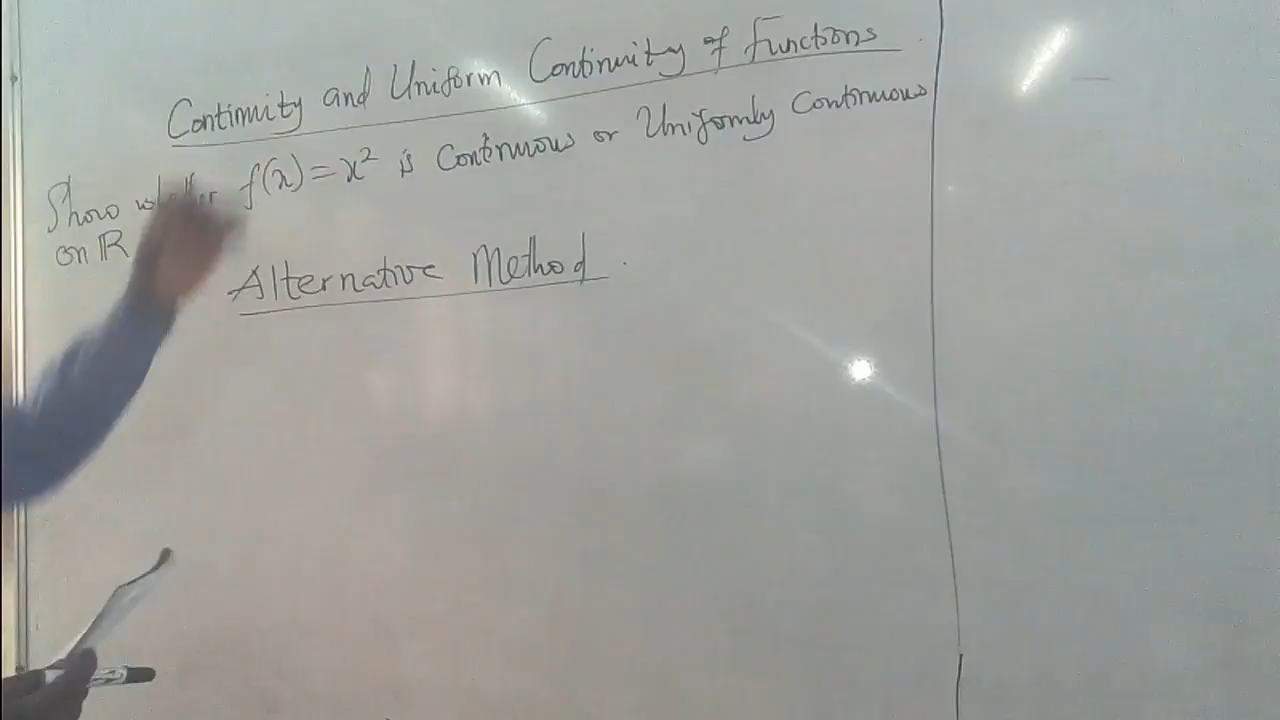 Continuity and Uniform Continuity of Functions
Show whether f(x) = x² is Continuous or Uniformly Continuous
on ℝ
Alternative Method.